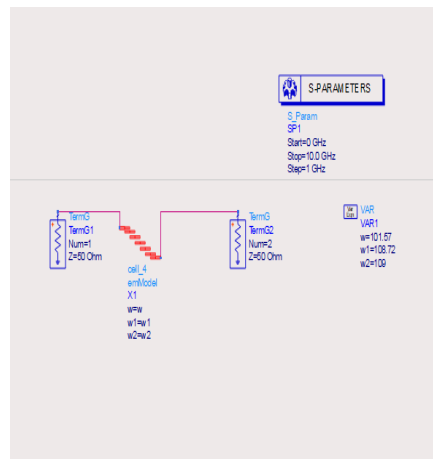 S-PARAMETERS
S_Param
SP1
Start=0 GHz
Stop=10.0 GHz
Step=1 GHz
TermG
TermG1
Num=1
Z=50 Ohm
cell_4
emModel
X1
w=w
w1=w1
w2=w2
TermG
TermG2
Num=2
Z=50 Ohm
Var
Eqn
VAR
VAR1
w=101.57
w1=108.72
w2=109